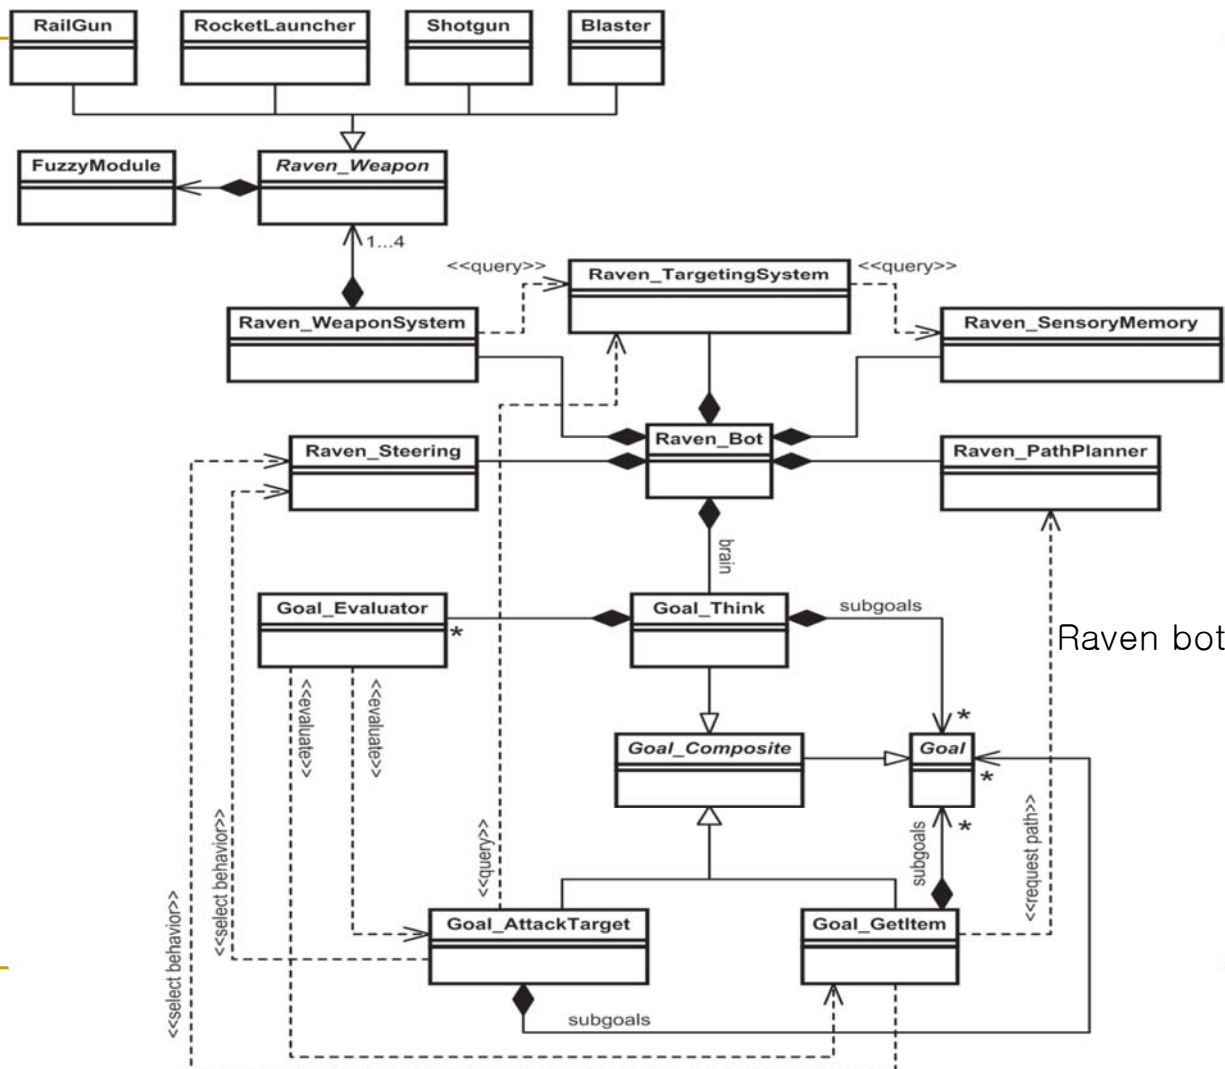 RailGun
RocketLauncher
Shotgun
Blaster
FuzzyModule
Raven_Weapon
1...4
<<query>>
Raven_TargetingSystem
<<query>>
Raven_WeaponSystem
Raven_SensoryMemory
Raven_Bot
Raven_Steering
Raven_PathPlanner
brain
Goal_Evaluator
*
Goal_Think
subgoals
Raven bot
<<evaluate>>
<<evaluate>>
*
Goal_Composite
Goal
*
<<select behavior>>
<<select behavior>>
<<query>>
subgoals
*
<<request path>>
Goal_AttackTarget
Goal_GetItem
subgoals